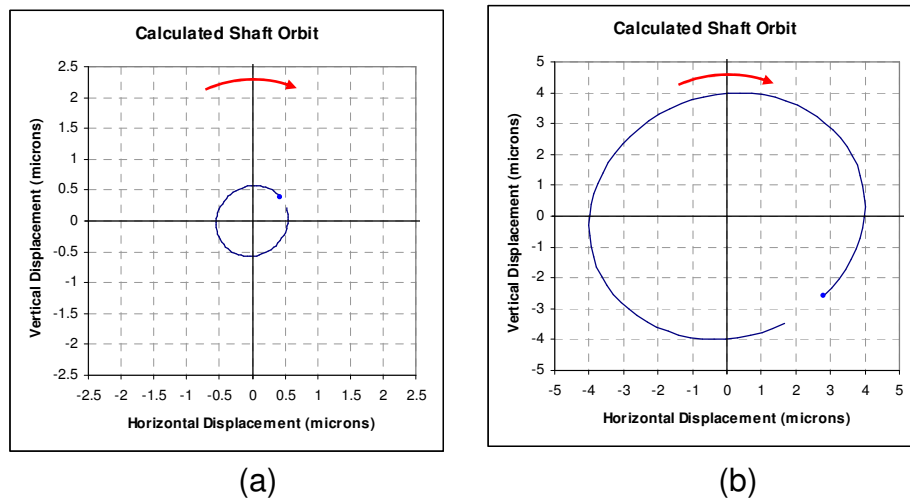 Calculated Shaft Orbit
2.5
2
1.5
1
0.5
0
-0.5
-1
-1.5
-2
-2.5
-2.5 -2 -1.5 -1 -0.5 0 0.5 1 1.5 2 2.5
Vertical Displacement (microns)
Horizontal Displacement (microns)
(a)
Calculated Shaft Orbit
5
4
3
2
1
0
-1
-2
-3
-4
-5
-5 -4 -3 -2 -1 0 1 2 3 4 5
Vertical Displacement (microns)
Horizontal Displacement (microns)
(b)